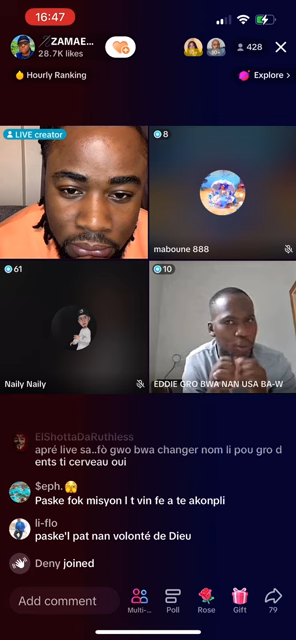 16:47
ZAMAE...
28.7K likes
30+
428
Hourly Ranking
Explore >
LIVE creator
8
maboune 888
61
10
Naily Naily
EDDIE GRO BWA NAN USA BA-W
ElShottaDaRuthless
apré live sa..fò gwo bwa changer nom li pou gro d
ents ti cerveau oui
$eph.
Paske fok misyon l t vin fe a te akonpli
li-flo
paske'l pat nan volonté de Dieu
Deny joined
Add comment
Multi-...
Poll
Rose
Gift
79